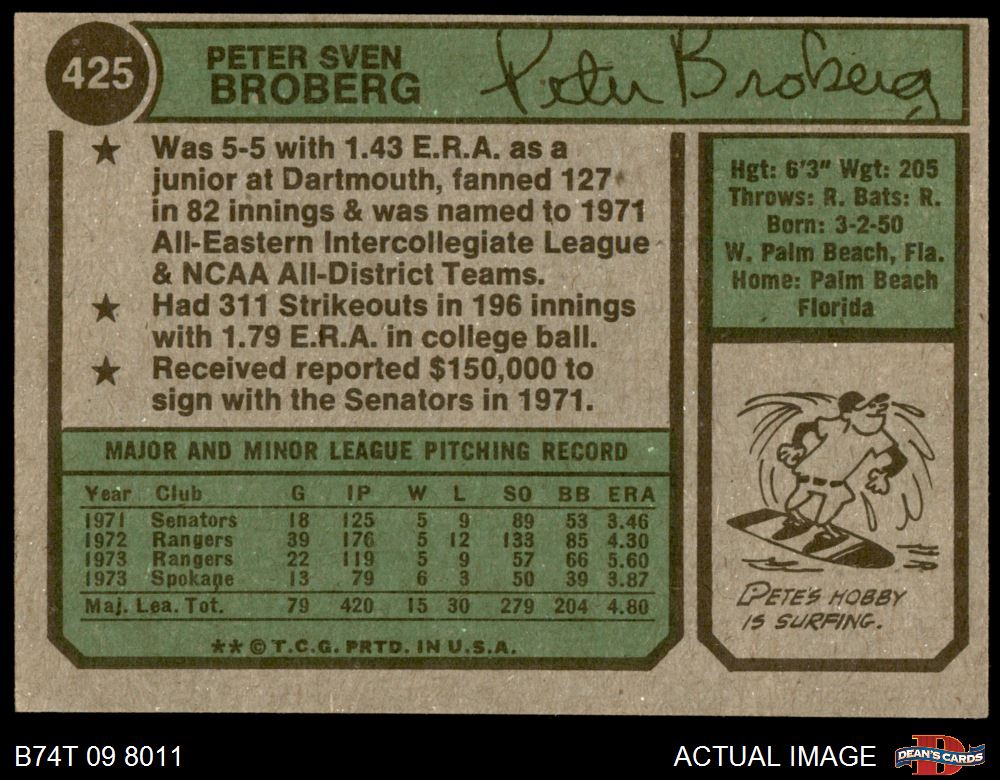 425
PETER SVEN
BROBERG
Peter Broberg
★ Was 5-5 with 1.43 E.R.A. as a
junior at Dartmouth, fanned 127
in 82 innings & was named to 1971
All-Eastern Intercollegiate League
& NCAA All-District Teams.
★ Had 311 Strikeouts in 196 innings
with 1.79 E.R.A. in college ball.
★ Received reported $150,000 to
sign with the Senators in 1971.
Hgt: 6'3" Wgt: 205
Throws: R. Bats: R.
Born: 3-2-50
W. Palm Beach, Fla.
Home: Palm Beach
Florida
MAJOR AND MINOR LEAGUE PITCHING RECORD
Year Club G IP W L SO BB ERA
1971 Senators 18 125 5 9 89 53 3.46
1972 Rangers 39 176 5 12 133 85 4.30
1973 Rangers 22 119 5 9 57 66 5.60
1973 Spokane 13 79 6 3 50 39 3.87
Maj. Lea. Tot. 79 420 15 30 279 204 4.80
** © T.C.G. PRTD. IN U.S.A.
PETE'S HOBBY
IS SURFING.
B74T 09 8011
ACTUAL IMAGE
DEAN'S CARDS